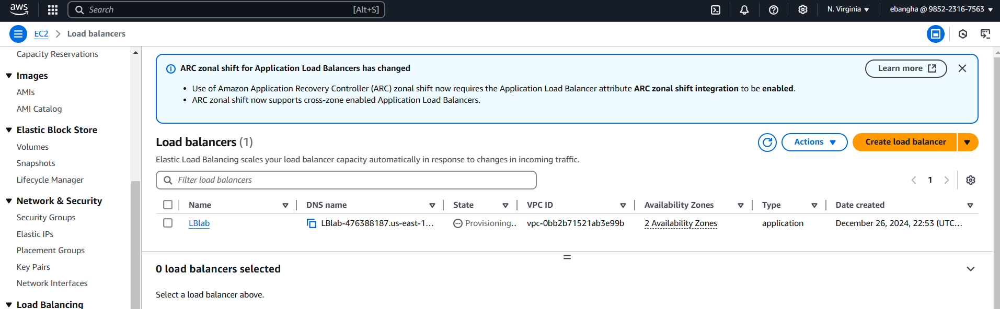 aws
Search [Alt+S]
N. Virginia
ebangha @ 9852-2316-7563
EC2 Load balancers
Capacity Reservations
Images
AMIs
AMI Catalog
Elastic Block Store
Volumes
Snapshots
Lifecycle Manager
Network & Security
Security Groups
Elastic IPs
Placement Groups
Key Pairs
Network Interfaces
Load Balancing
ARC zonal shift for Application Load Balancers has changed
Learn more
• Use of Amazon Application Recovery Controller (ARC) zonal shift now requires the Application Load Balancer attribute ARC zonal shift integration to be enabled.
• ARC zonal shift now supports cross-zone enabled Application Load Balancers.
Load balancers (1)
Actions
Create load balancer
Elastic Load Balancing scales your load balancer capacity automatically in response to changes in incoming traffic.
Filter load balancers
1
Name DNS name State VPC ID Availability Zones Type Date created
LBlab LBlab-476388187.us-east-1... Provisioning.. vpc-0bb2b71521ab3e99b 2 Availability Zones application December 26, 2024, 22:53 (UTC...
0 load balancers selected
Select a load balancer above.